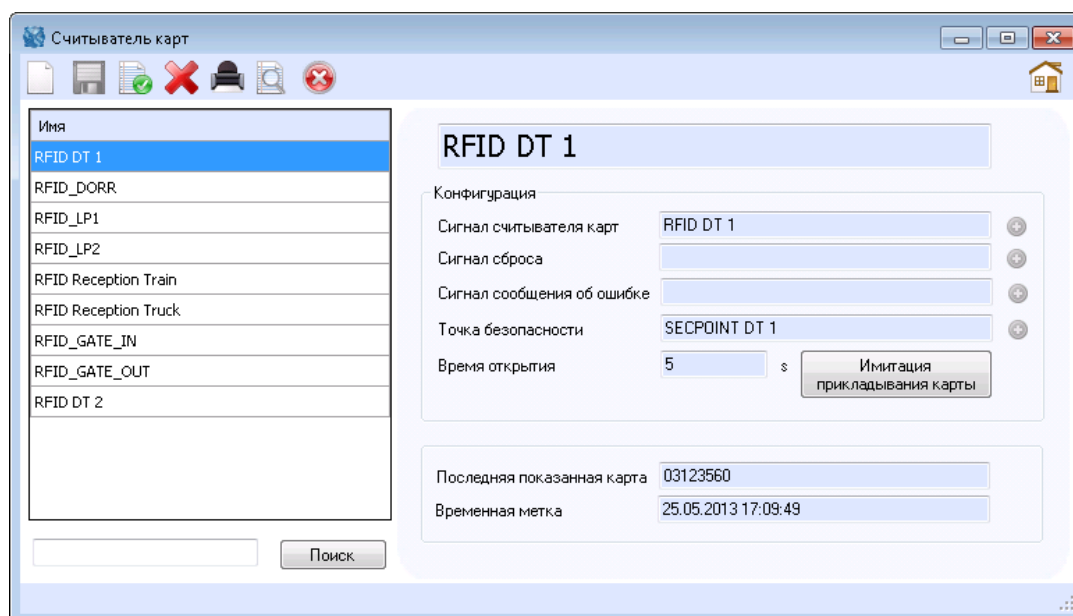 Считыватель карт
Имя
RFID DT 1
RFID_DORR
RFID_LP1
RFID_LP2
RFID Reception Train
RFID Reception Truck
RFID_GATE_IN
RFID_GATE_OUT
RFID DT 2
Поиск
RFID DT 1
Конфигурация
Сигнал считывателя карт RFID DT 1
Сигнал сброса
Сигнал сообщения об ошибке
Точка безопасности SECPOINT DT 1
Время открытия 5 s
Имитация
прикладывания карты
Последняя показанная карта 03123560
Временная метка 25.05.2013 17:09:49